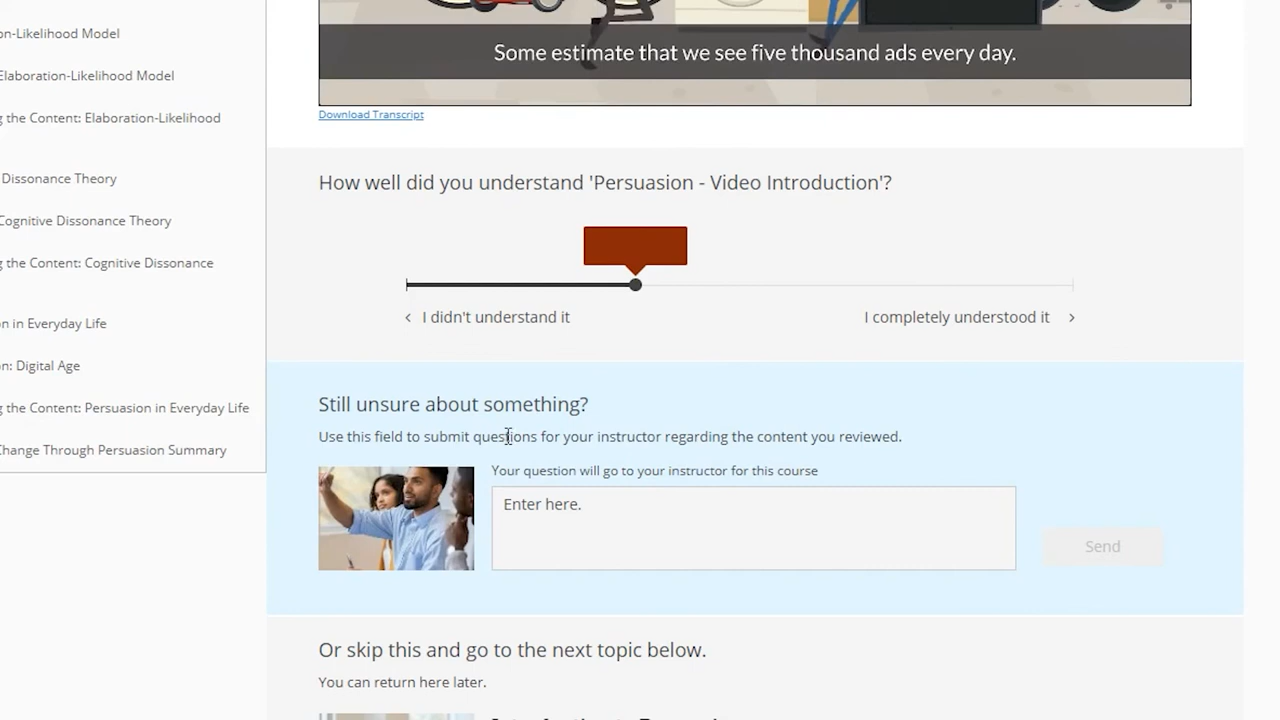 on-Likelihood Model
Elaboration-Likelihood Model
g the Content: Elaboration-Likelihood
Dissonance Theory
Cognitive Dissonance Theory
g the Content: Cognitive Dissonance
n in Everyday Life
on: Digital Age
g the Content: Persuasion in Everyday Life
Change Through Persuasion Summary
Some estimate that we see five thousand ads every day.
Download Transcript
How well did you understand 'Persuasion - Video Introduction'?
‹ I didn't understand it
I completely understood it ›
Still unsure about something?
Use this field to submit questions for your instructor regarding the content you reviewed.
Your question will go to your instructor for this course
Enter here.
Send
Or skip this and go to the next topic below.
You can return here later.